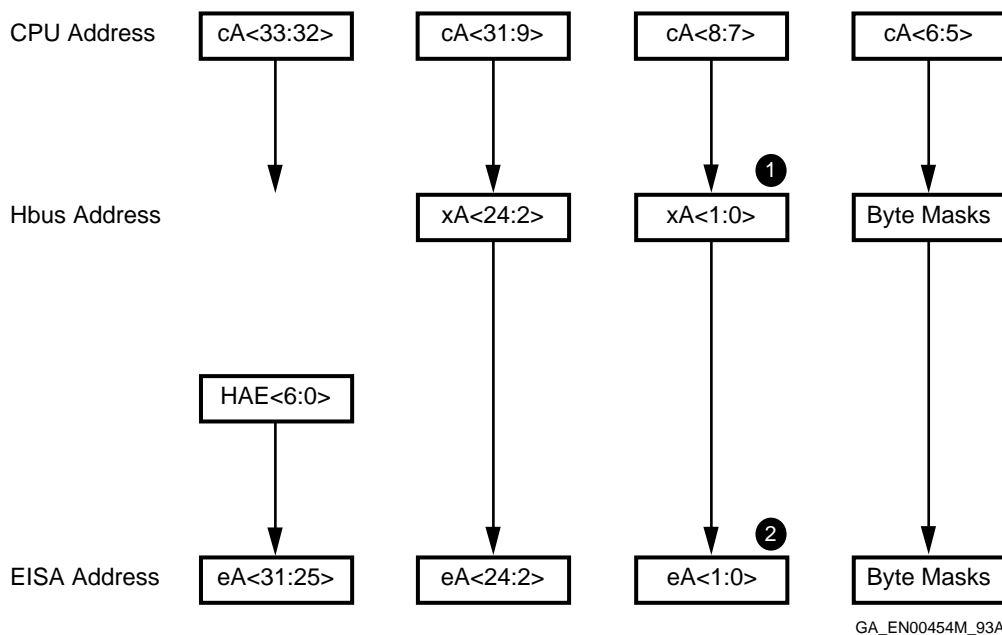 CPU Address cA<33:32> cA<31:9> cA<8:7> cA<6:5>
1
Hbus Address xA<24:2> xA<1:0> Byte Masks
HAE<6:0>
2
EISA Address eA<31:25> eA<24:2> eA<1:0> Byte Masks
GA_EN00454M_93A